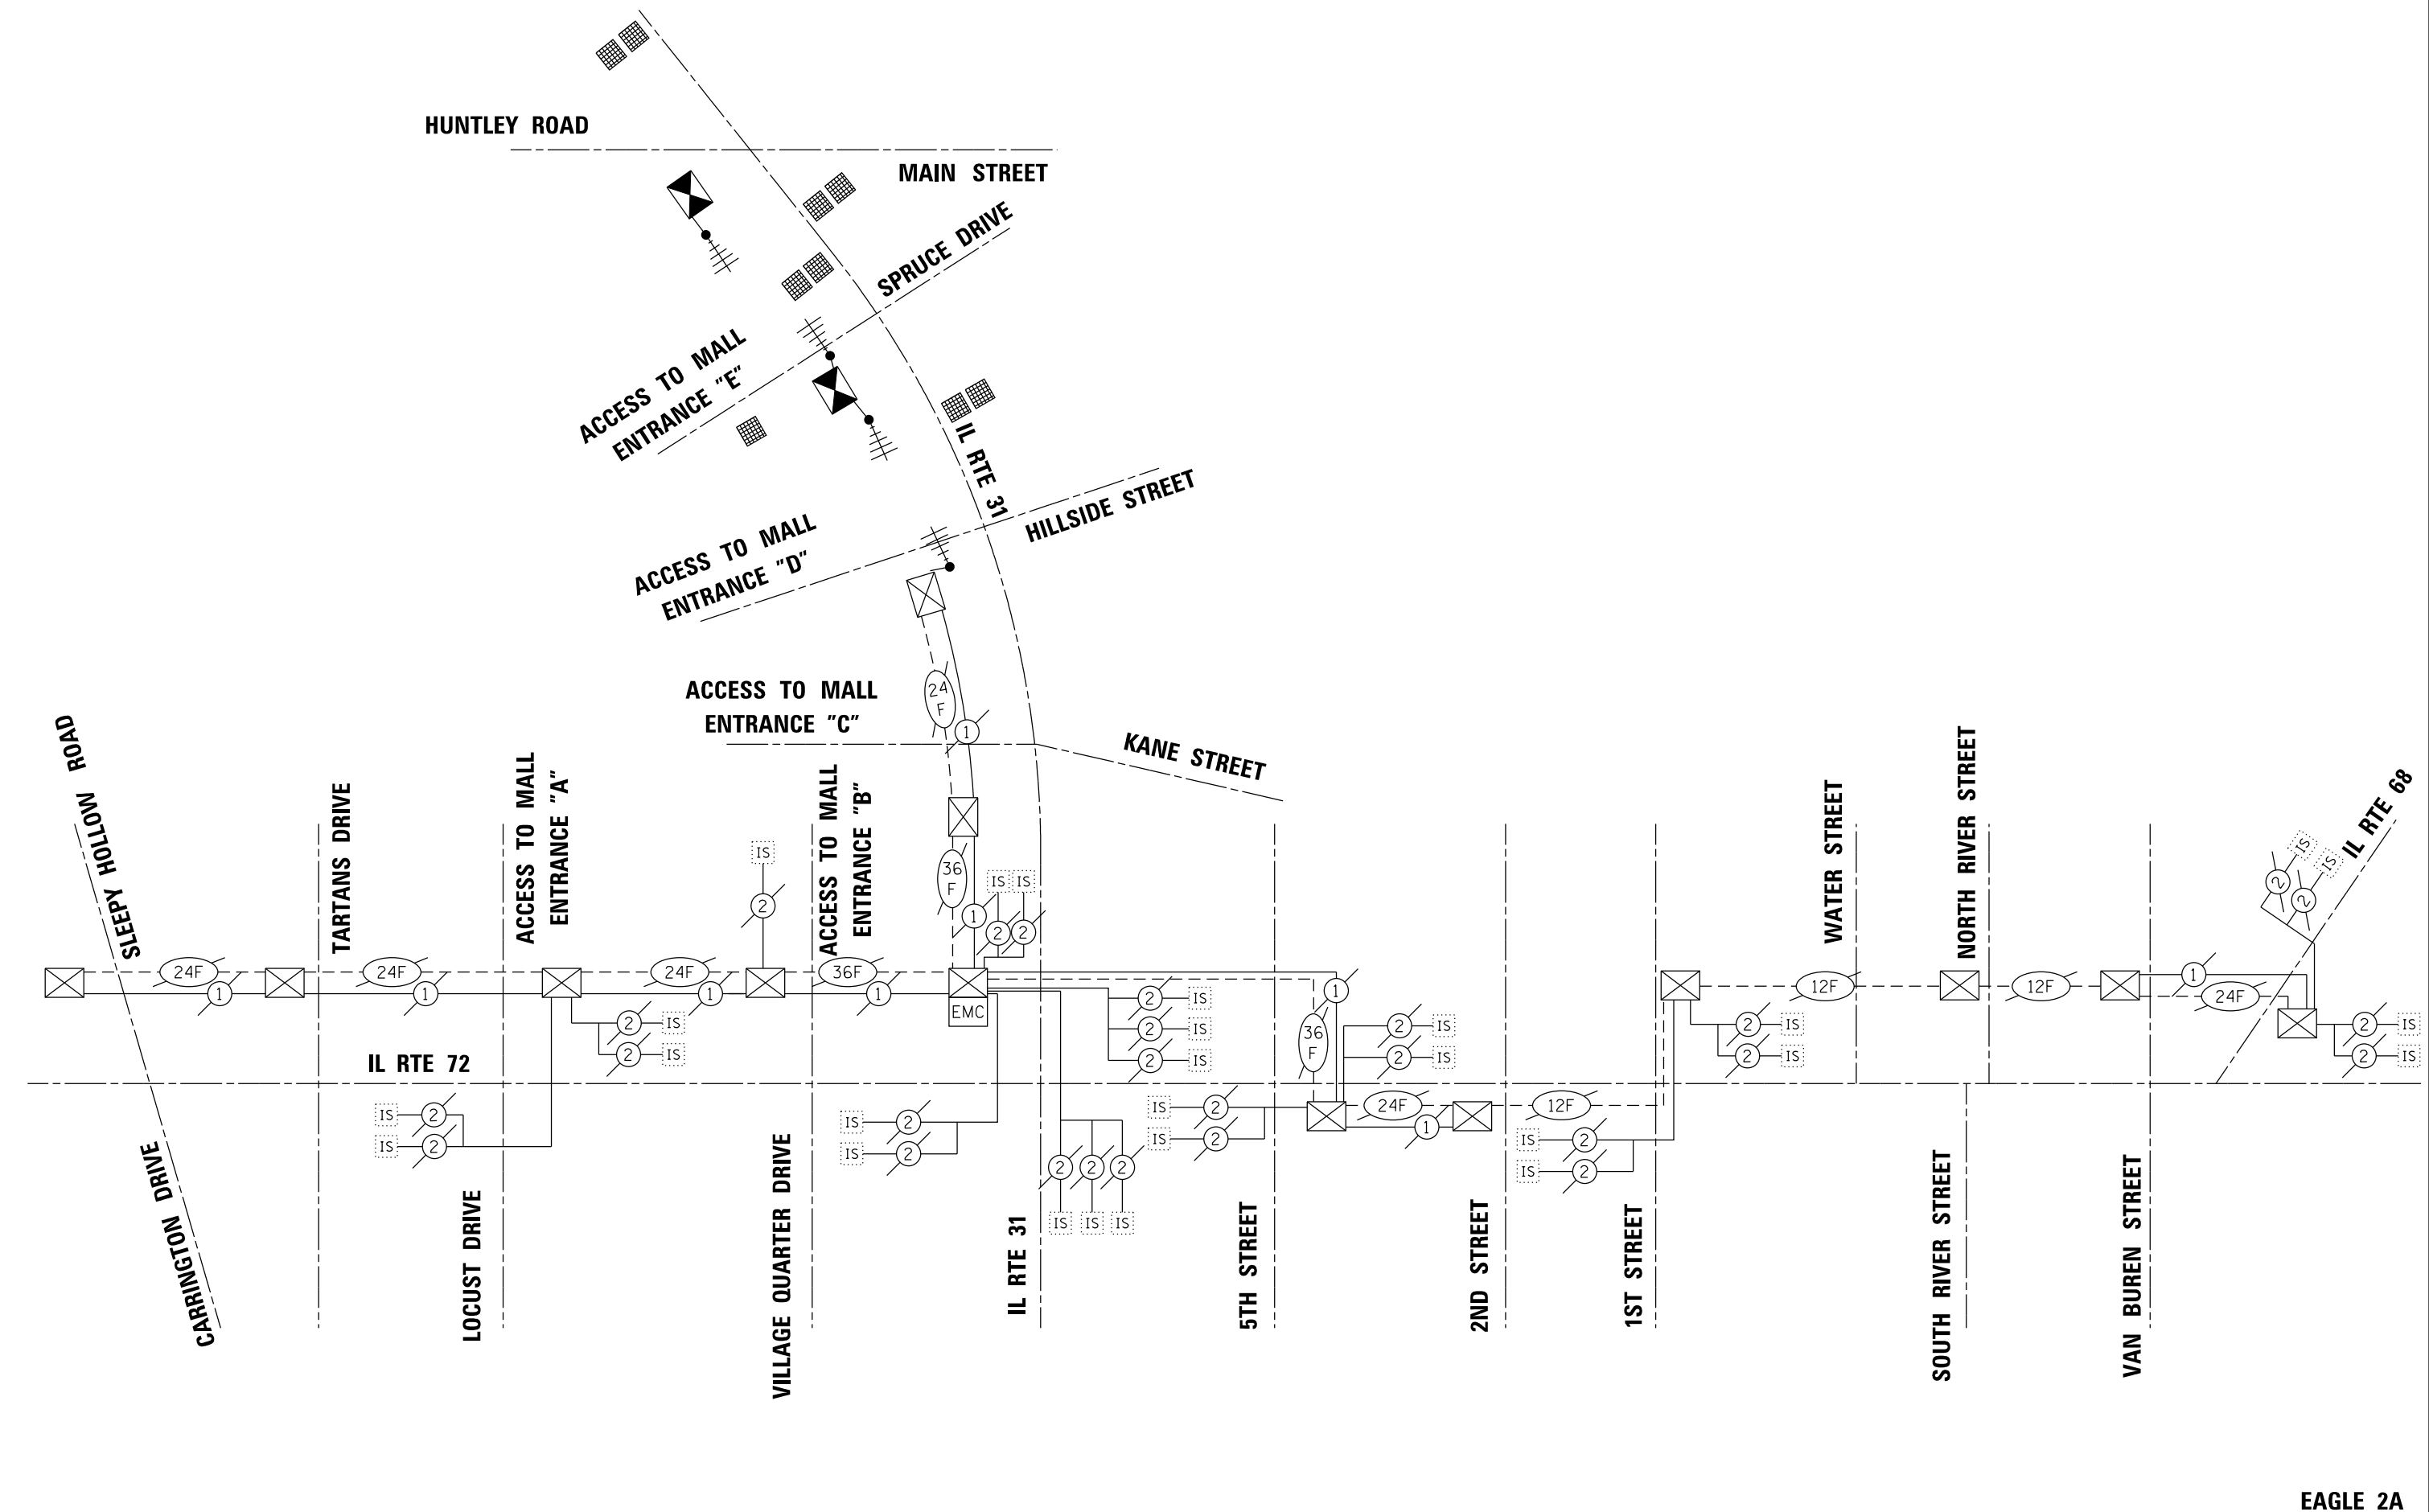 HUNTLEY ROAD
MAIN STREET
SPRUCE DRIVE
ACCESS TO MALL
ENTRANCE "E"
IL RTE 31
HILLSIDE STREET
ACCESS TO MALL
ENTRANCE "D"
24
F
ACCESS TO MALL
ENTRANCE "C"
1
KANE STREET
SLEEPY HOLLOW ROAD
TARTANS DRIVE
ACCESS TO MALL
ENTRANCE "A"
ACCESS TO MALL
ENTRANCE "B"
WATER STREET
NORTH RIVER STREET
IL RTE 68
IS
2
36
F
1
IS IS
2 2
IS
IS
2
2
24F
1
24F
1
24F
1
36F
1
EMC
2 IS
2 IS
2 IS
2 IS
2 IS
1
36
F
2 IS
2 IS
12F
12F
1
24F
2 IS
2 IS
2 IS
2 IS
IL RTE 72
IS 2
IS 2
IS 2
IS 2
2 2 2
IS IS IS
IS 2
IS 2
24F
1
12F
IS 2
IS 2
CARRINGTON DRIVE
LOCUST DRIVE
VILLAGE QUARTER DRIVE
IL RTE 31
5TH STREET
2ND STREET
1ST STREET
SOUTH RIVER STREET
VAN BUREN STREET
EAGLE 2A